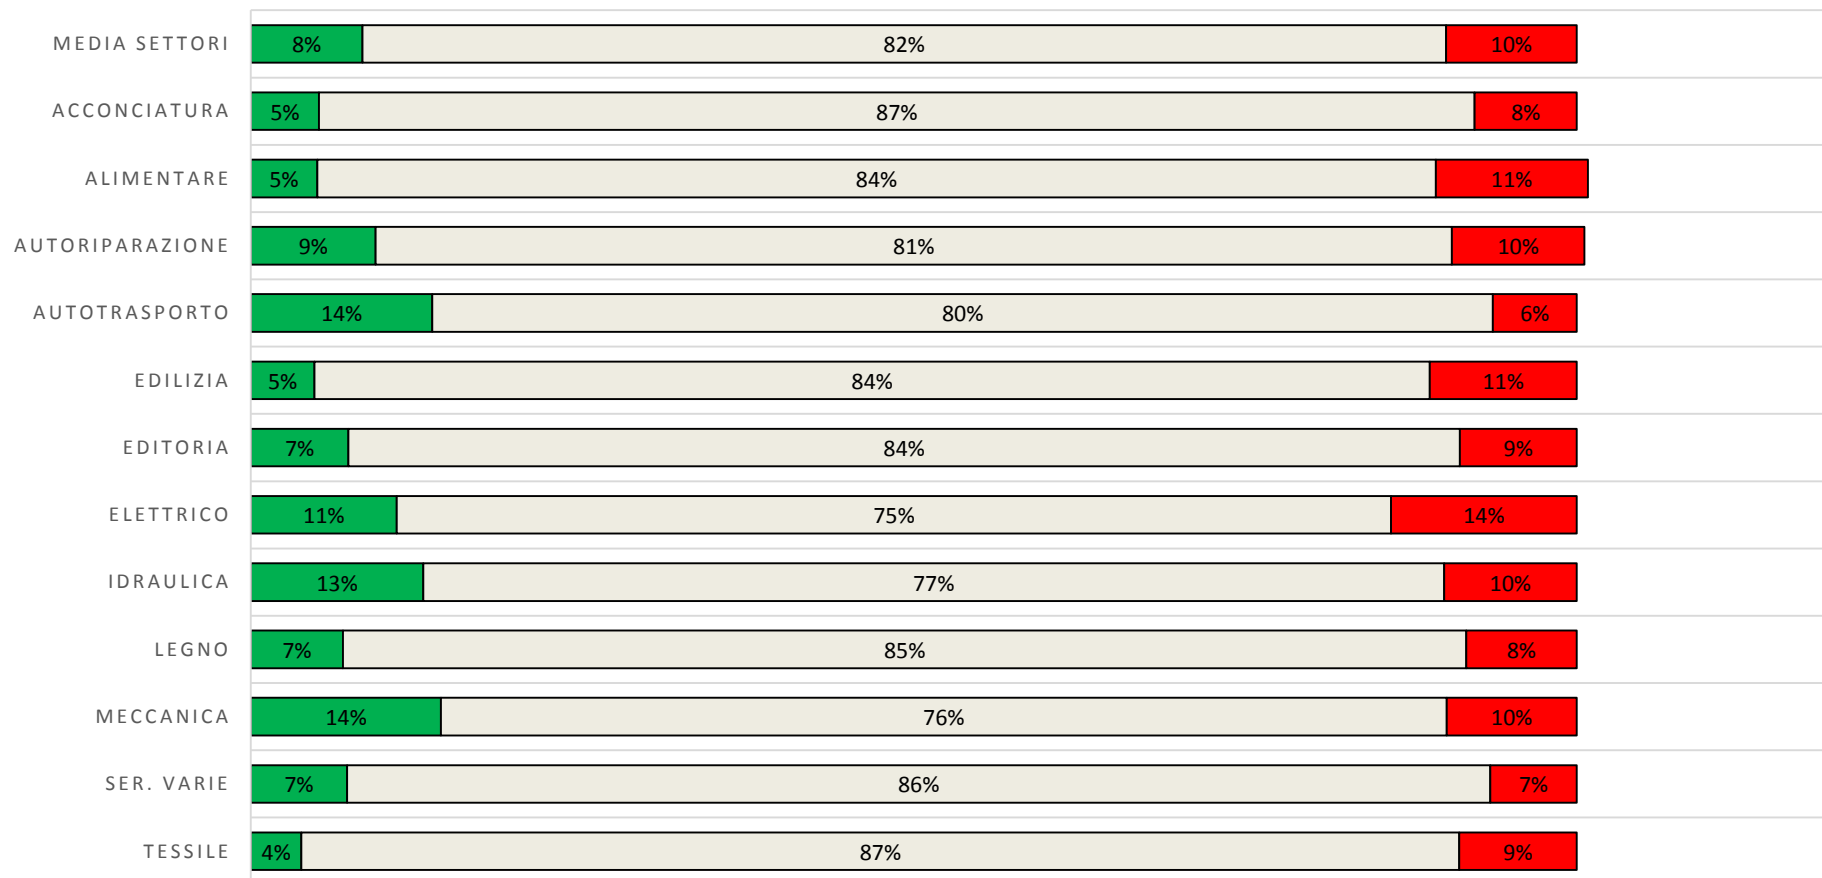 MEDIA SETTORI 8% 82% 10%
ACCONCIATURA 5% 87% 8%
ALIMENTARE 5% 84% 11%
AUTORIPARAZIONE 9% 81% 10%
AUTOTRASPORTO 14% 80% 6%
EDILIZIA 5% 84% 11%
EDITORIA 7% 84% 9%
ELETTRICO 11% 75% 14%
IDRAULICA 13% 77% 10%
LEGNO 7% 85% 8%
MECCANICA 14% 76% 10%
SER. VARIE 7% 86% 7%
TESSILE 4% 87% 9%